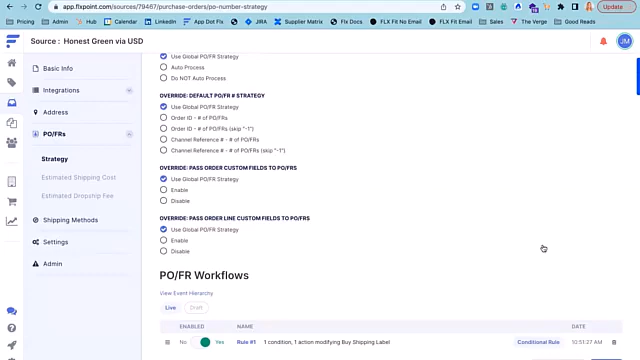 app.flxpoint.com/sources/79467/purchase-orders/po-number-strategy
Update
Pricing
Admin
Hub
Calendar
LinkedIn
App Dot Flx
JIRA
Supplier Matrix
Flx Docs
FLX Fit No Email
FLX Fit Email
Sales
The Verge
Good Reads
Source : Honest Green via USD
JM
Basic Info
Integrations
Address
PO/FRs
Strategy
Estimated Shipping Cost
Estimated Dropship Fee
Shipping Methods
Settings
Admin
Use Global PO/FR Strategy
Auto Process
Do NOT Auto Process
OVERRIDE: DEFAULT PO/FR # STRATEGY
Use Global PO/FR Strategy
Order ID - # of PO/FRs
Order ID - # of PO/FRs (skip "-1")
Channel Reference # - # of PO/FRs
Channel Reference # - # of PO/FRs (skip "-1")
OVERRIDE: PASS ORDER CUSTOM FIELDS TO PO/FRS
Use Global PO/FR Strategy
Enable
Disable
OVERRIDE: PASS ORDER LINE CUSTOM FIELDS TO PO/FRS
Use Global PO/FR Strategy
Enable
Disable
PO/FR Workflows
View Event Hierarchy
Live Draft
ENABLED NAME DATE
No Yes Rule #1 1 condition, 1 action modifying Buy Shipping Label Conditional Rule 10:51:27 AM